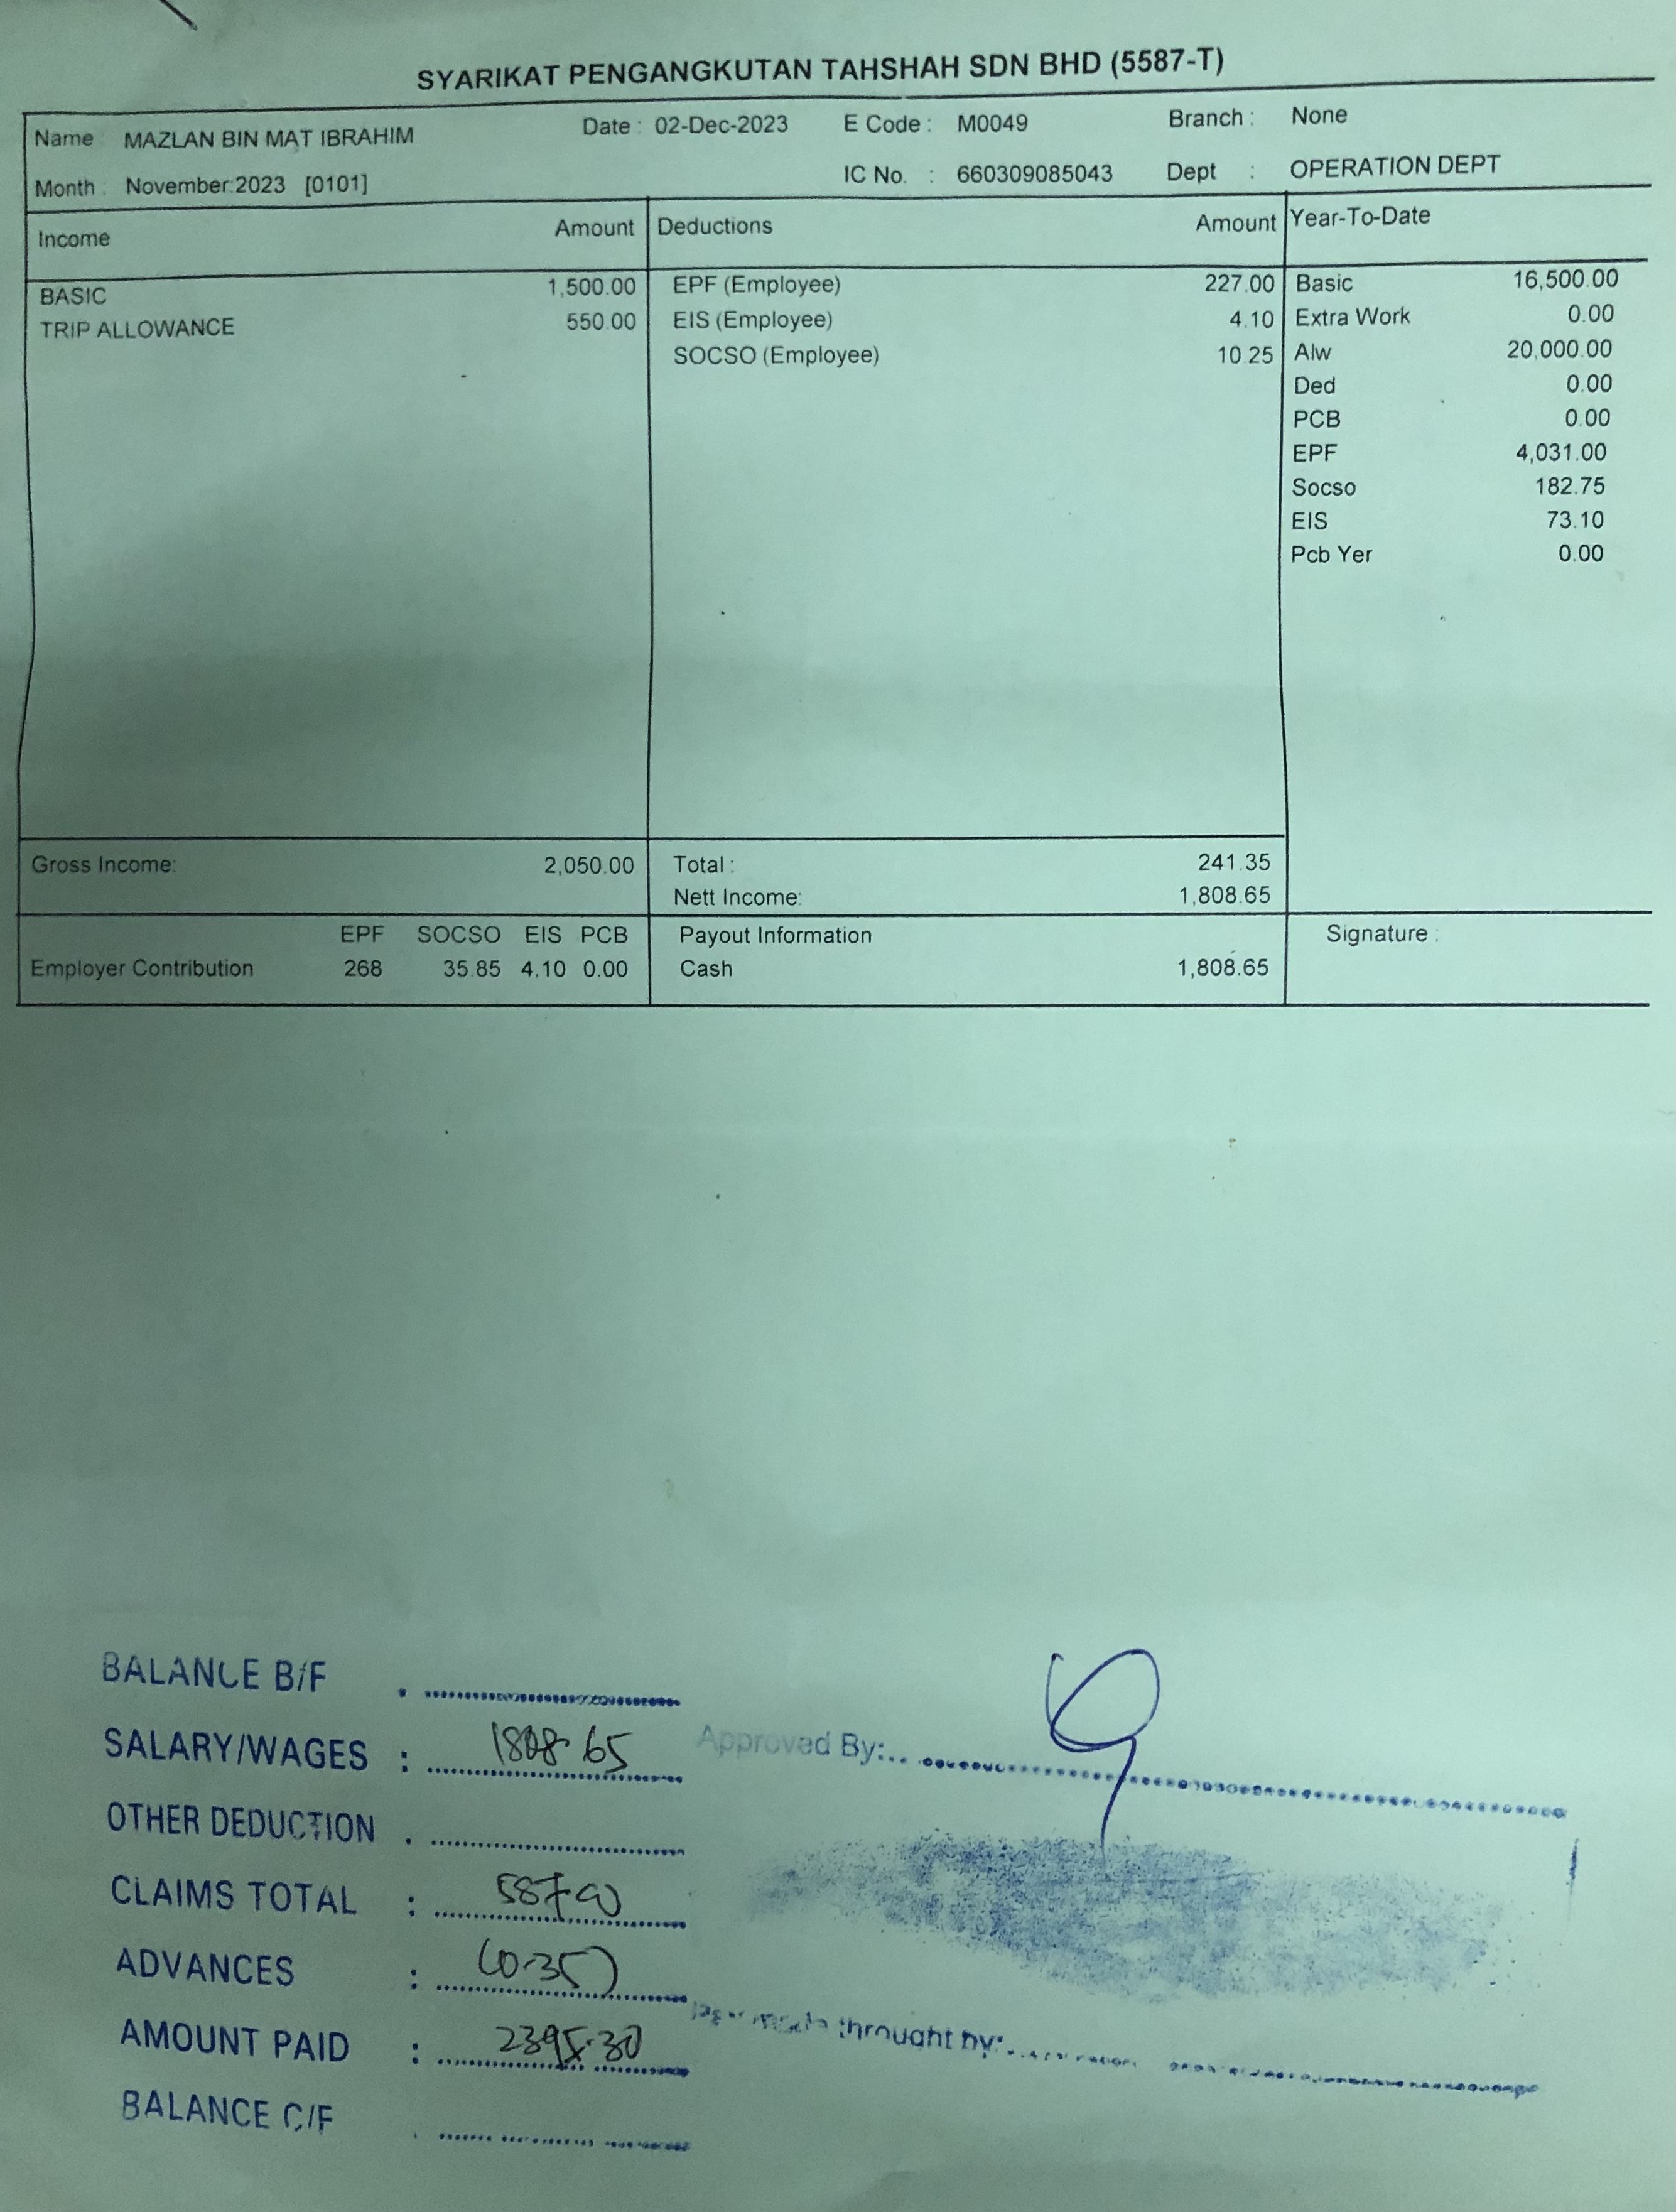 SYARIKAT PENGANGKUTAN TAHSHAH SDN BHD (5587-T)
Name : MAZLAN BIN MAT IBRAHIM Date : 02-Dec-2023 E Code : M0049 Branch : None
Month : November:2023 [0101] IC No. : 660309085043 Dept : OPERATION DEPT
Income Amount Deductions Amount Year-To-Date
BASIC 1,500.00 EPF (Employee) 227.00 Basic 16,500.00
TRIP ALLOWANCE 550.00 EIS (Employee) 4.10 Extra Work 0.00
SOCSO (Employee) 10.25 Alw 20,000.00
Ded 0.00
PCB 0.00
EPF 4,031.00
Socso 182.75
EIS 73.10
Pcb Yer 0.00
Gross Income: 2,050.00 Total : 241.35
Nett Income: 1,808.65
EPF SOCSO EIS PCB Payout Information Signature :
Employer Contribution 268 35.85 4.10 0.00 Cash 1,808.65
BALANCE B/F
SALARY/WAGES : 1808.65 Approved By:
OTHER DEDUCTION
CLAIMS TOTAL : 587.00
ADVANCES : (0.35)
AMOUNT PAID : 2395.30 throught by:
BALANCE C/F